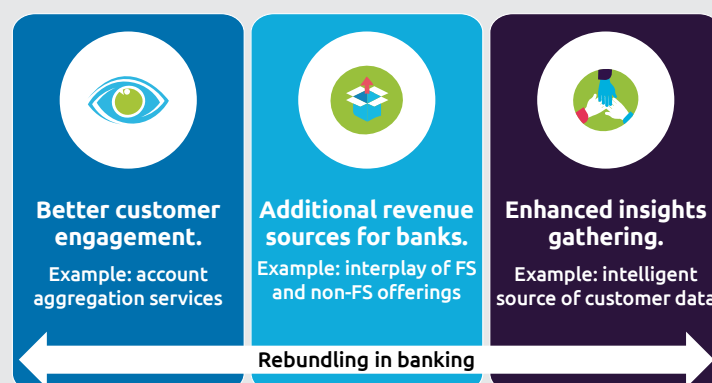 Better customer
engagement.
Example: account
aggregation services
Additional revenue
sources for banks.
Example: interplay of FS
and non-FS offerings
Enhanced insights
gathering.
Example: intelligent
source of customer data
Rebundling in banking